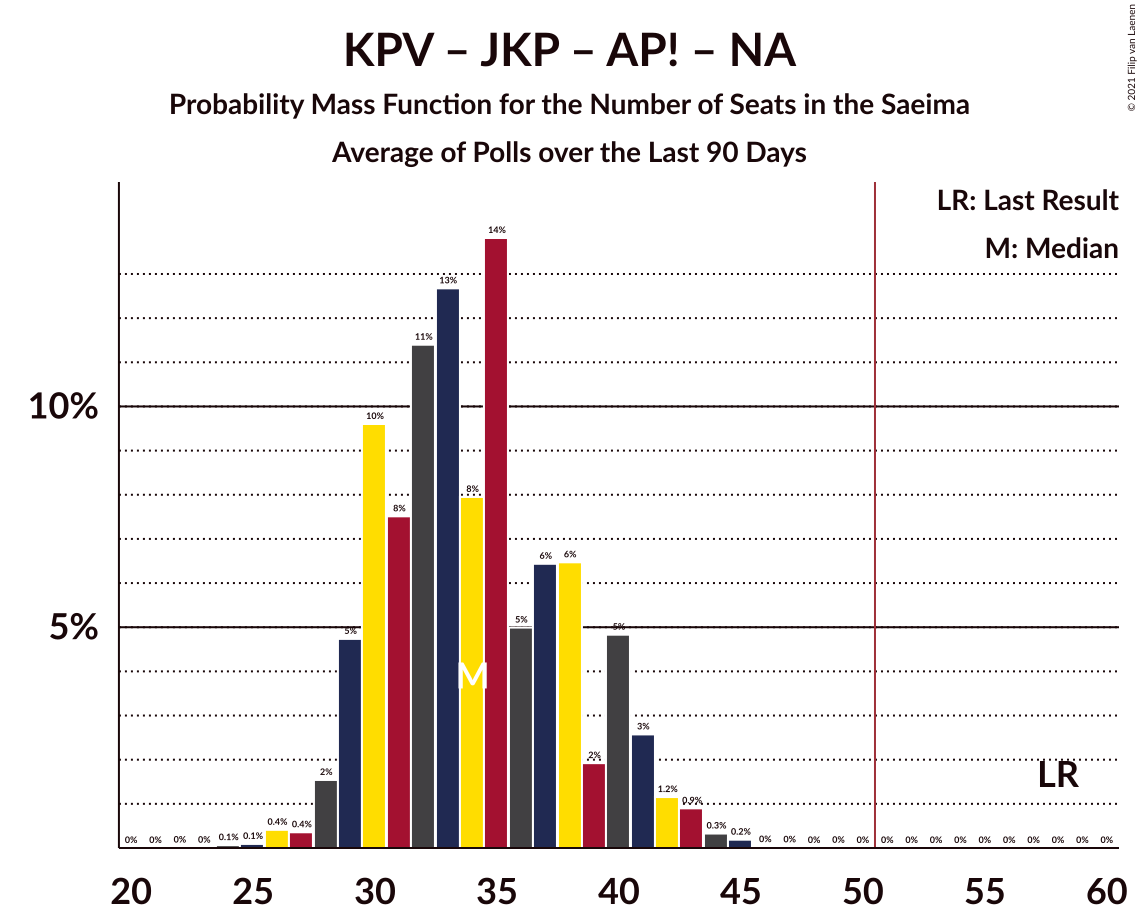 © 2021 Filip van Laenen
KPV – JKP – AP! – NA
Probability Mass Function for the Number of Seats in the Saeima
Average of Polls over the Last 90 Days
LR: Last Result
M: Median
10%
5%
0% 0% 0% 0% 0.1% 0.1% 0.4% 0.4% 2% 5% 10% 8% 11% 13% 8% 14% 5% 6% 6% 2% 5% 3% 1.2% 0.9% 0.3% 0.2% 0% 0% 0% 0% 0% 0% 0% 0% 0% 0% 0% 0% 0% 0% 0%
M
LR
20 25 30 35 40 45 50 55 60